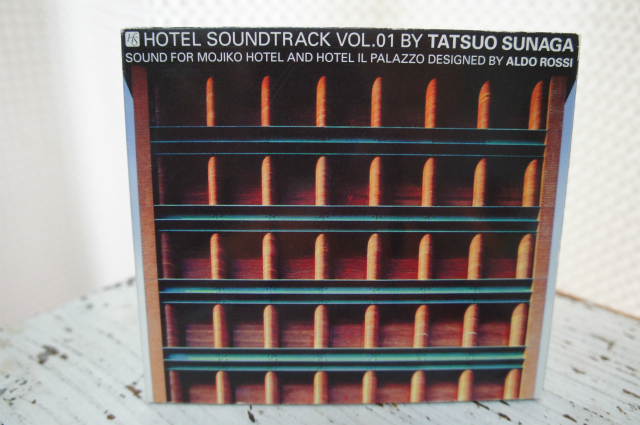 HOTEL SOUNDTRACK VOL.01 BY TATSUO SUNAGA
SOUND FOR MOJIKO HOTEL AND HOTEL IL PALAZZO DESIGNED BY ALDO ROSSI